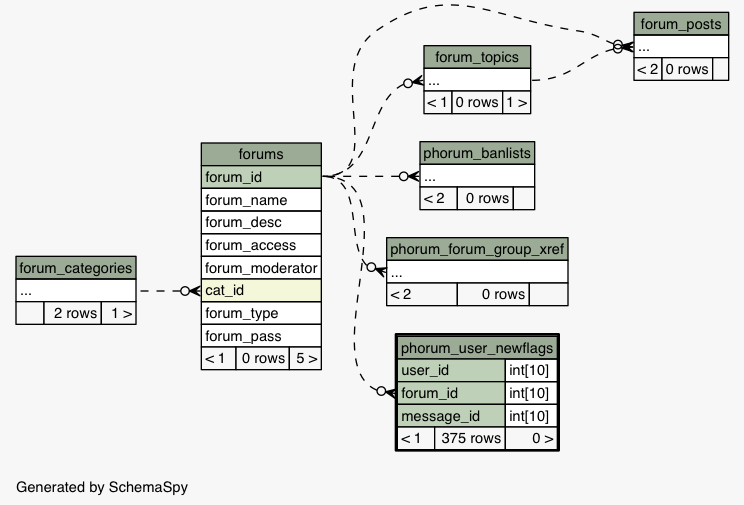 forum_posts
...
< 2 0 rows
forum_topics
...
< 1 0 rows 1 >
forums
forum_id
forum_name
forum_desc
forum_access
forum_moderator
cat_id
forum_type
forum_pass
< 1 0 rows 5 >
phorum_banlists
...
< 2 0 rows
phorum_forum_group_xref
...
< 2 0 rows
forum_categories
...
2 rows 1 >
phorum_user_newflags
user_id int[10]
forum_id int[10]
message_id int[10]
< 1 375 rows 0 >
Generated by SchemaSpy